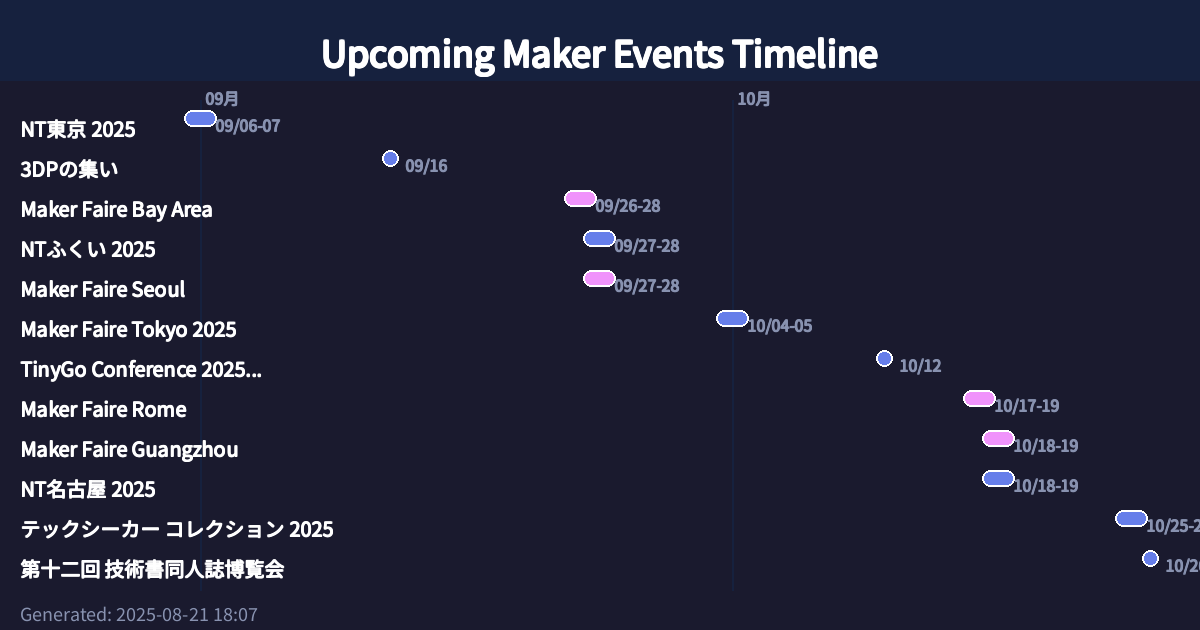 Upcoming Maker Events Timeline
09月 10月
NT東京 2025 09/06-07
3DPの集い 09/16
Maker Faire Bay Area 09/26-28
NTふくい 2025 09/27-28
Maker Faire Seoul 09/27-28
Maker Faire Tokyo 2025 10/04-05
TinyGo Conference 2025... 10/12
Maker Faire Rome 10/17-19
Maker Faire Guangzhou 10/18-19
NT名古屋 2025 10/18-19
テックシーカー コレクション 2025 10/25-2
第十二回 技術書同人誌博覧会 10/2
Generated: 2025-08-21 18:07